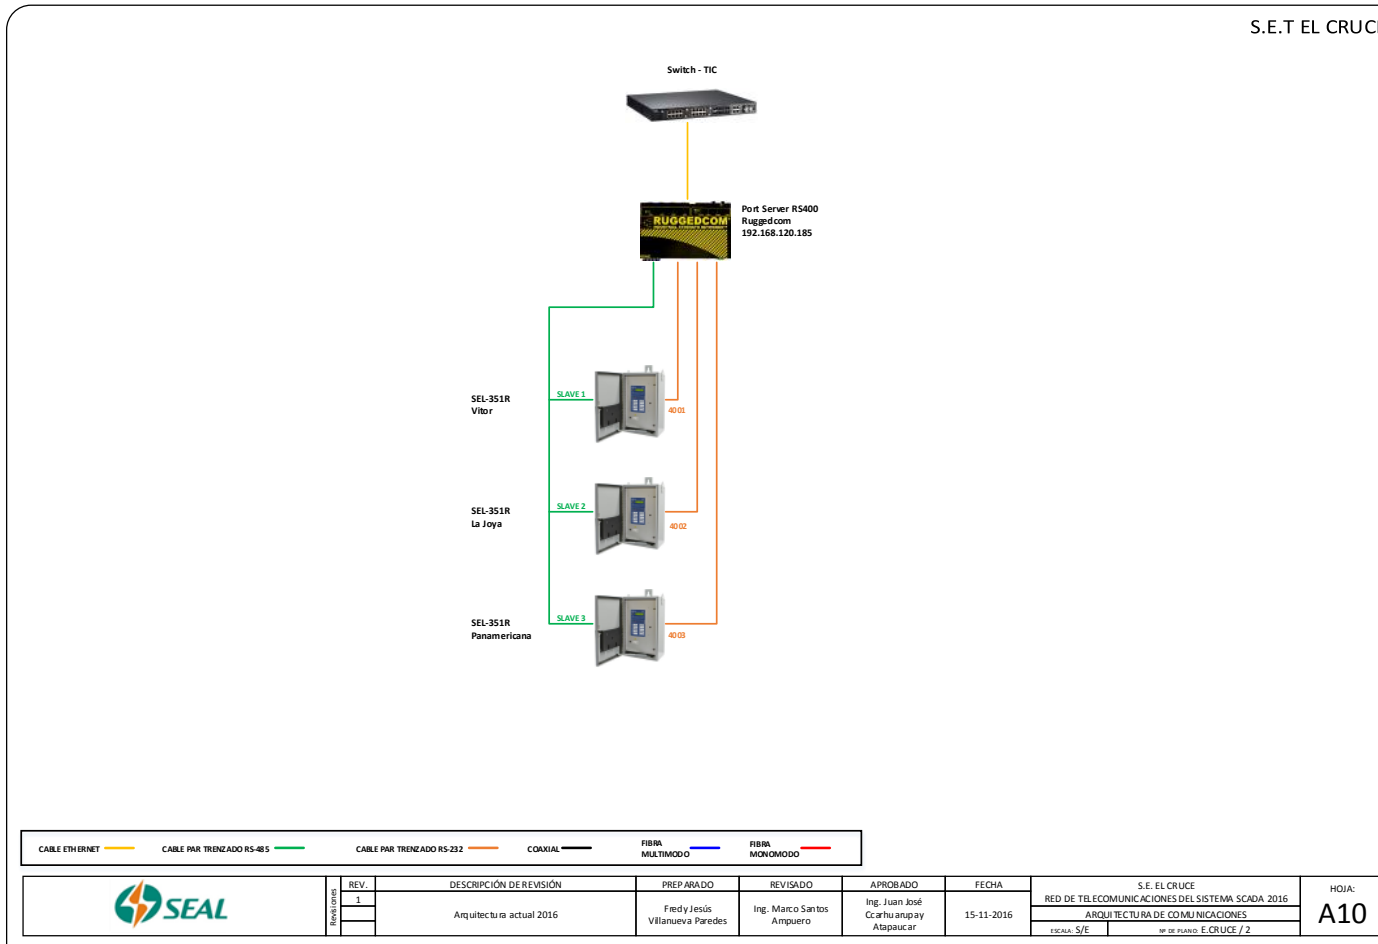 S.E.T EL CRUCE
Switch - TIC
RUGGEDCOM
Port Server RS400
Ruggedcom
192.168.120.185
SEL-351R
Vitor
SLAVE 1
4001
SEL-351R
La Joya
SLAVE 2
4002
SEL-351R
Panamericana
SLAVE 3
4003
CABLE ETHERNET
CABLE PAR TRENZADO RS-485
CABLE PAR TRENZADO RS-232
COAXIAL
FIBRA
MULTIMODO
FIBRA
MONOMODO
SEAL
Revisiones
REV.
DESCRIPCIÓN DE REVISIÓN
PREPARADO
REVISADO
APROBADO
FECHA
1
Arquitectura actual 2016
Fredy Jesús
Villanueva Paredes
Ing. Marco Santos
Ampuero
Ing. Juan José
Ccarhuarupay
Atapaucar
15-11-2016
S.E. EL CRUCE
RED DE TELECOMUNICACIONES DEL SISTEMA SCADA 2016
ARQUITECTURA DE COMUNICACIONES
ESCALA: S/E
Nº DE PLANO: E.CRUCE / 2
HOJA:
A10